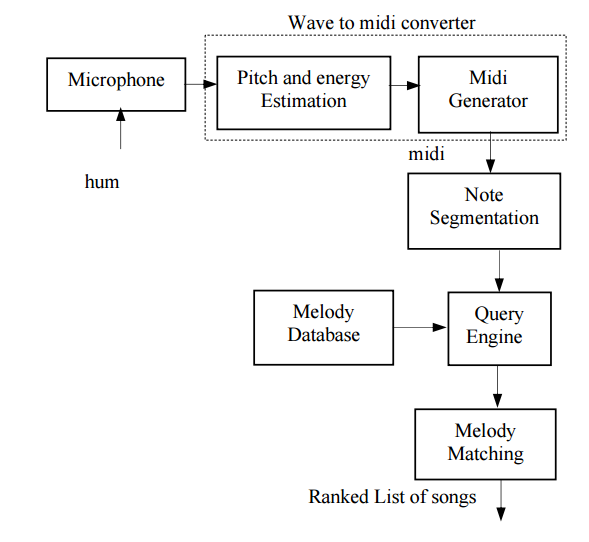 Wave to midi converter
Microphone
Pitch and energy
Estimation
Midi
Generator
hum
midi
Note
Segmentation
Melody
Database
Query
Engine
Melody
Matching
Ranked List of songs